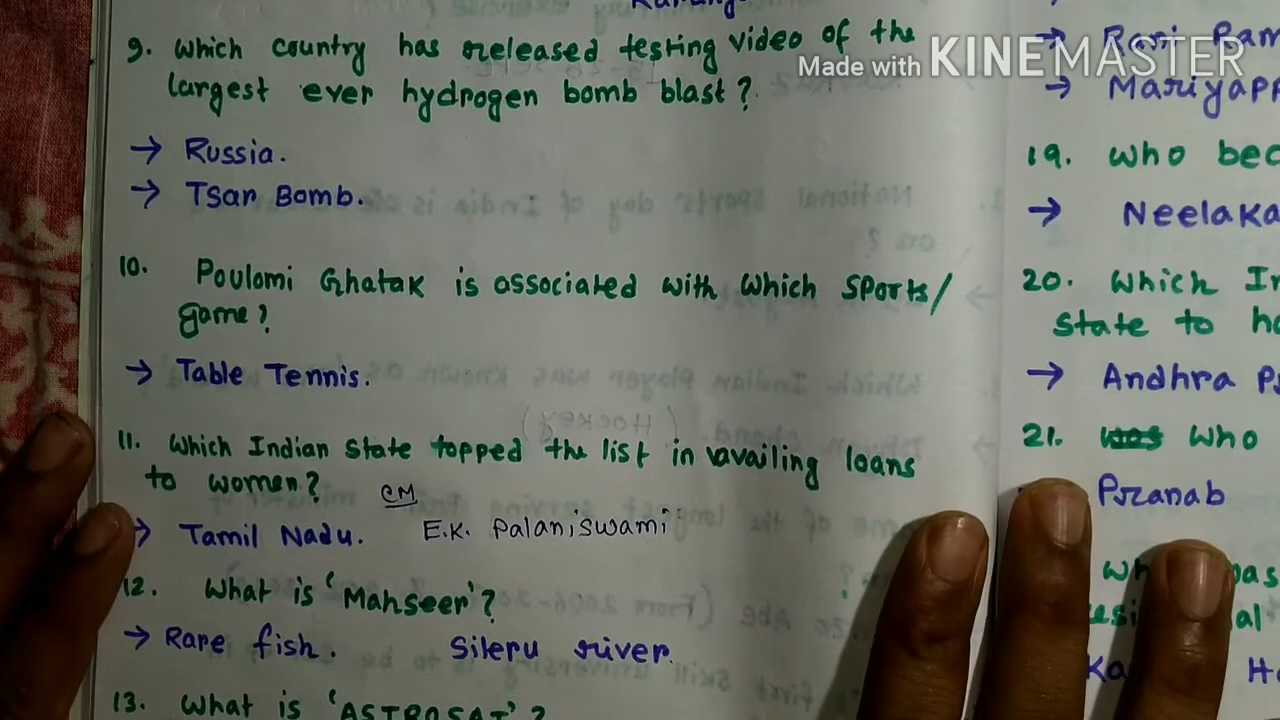 9. Which country has released testing video of the
largest ever hydrogen bomb blast?
→ Russia.
→ Tsar Bomb.
10. Poulomi Ghatak is associated with which sports/
game?
→ Table Tennis.
11. Which Indian state topped the list in availing loans
to women?
CM
→ Tamil Nadu. E.K. Palaniswami
12. What is 'Mahseer'?
→ Rare fish. Sileru river.
13. What is 'ASTROSAT'?
Made with KINEMASTER
→ Mariyapp
19. Who bec
→ Neelaka
20. Which In
state to ho
→ Andhra P
21. Who
Pranab